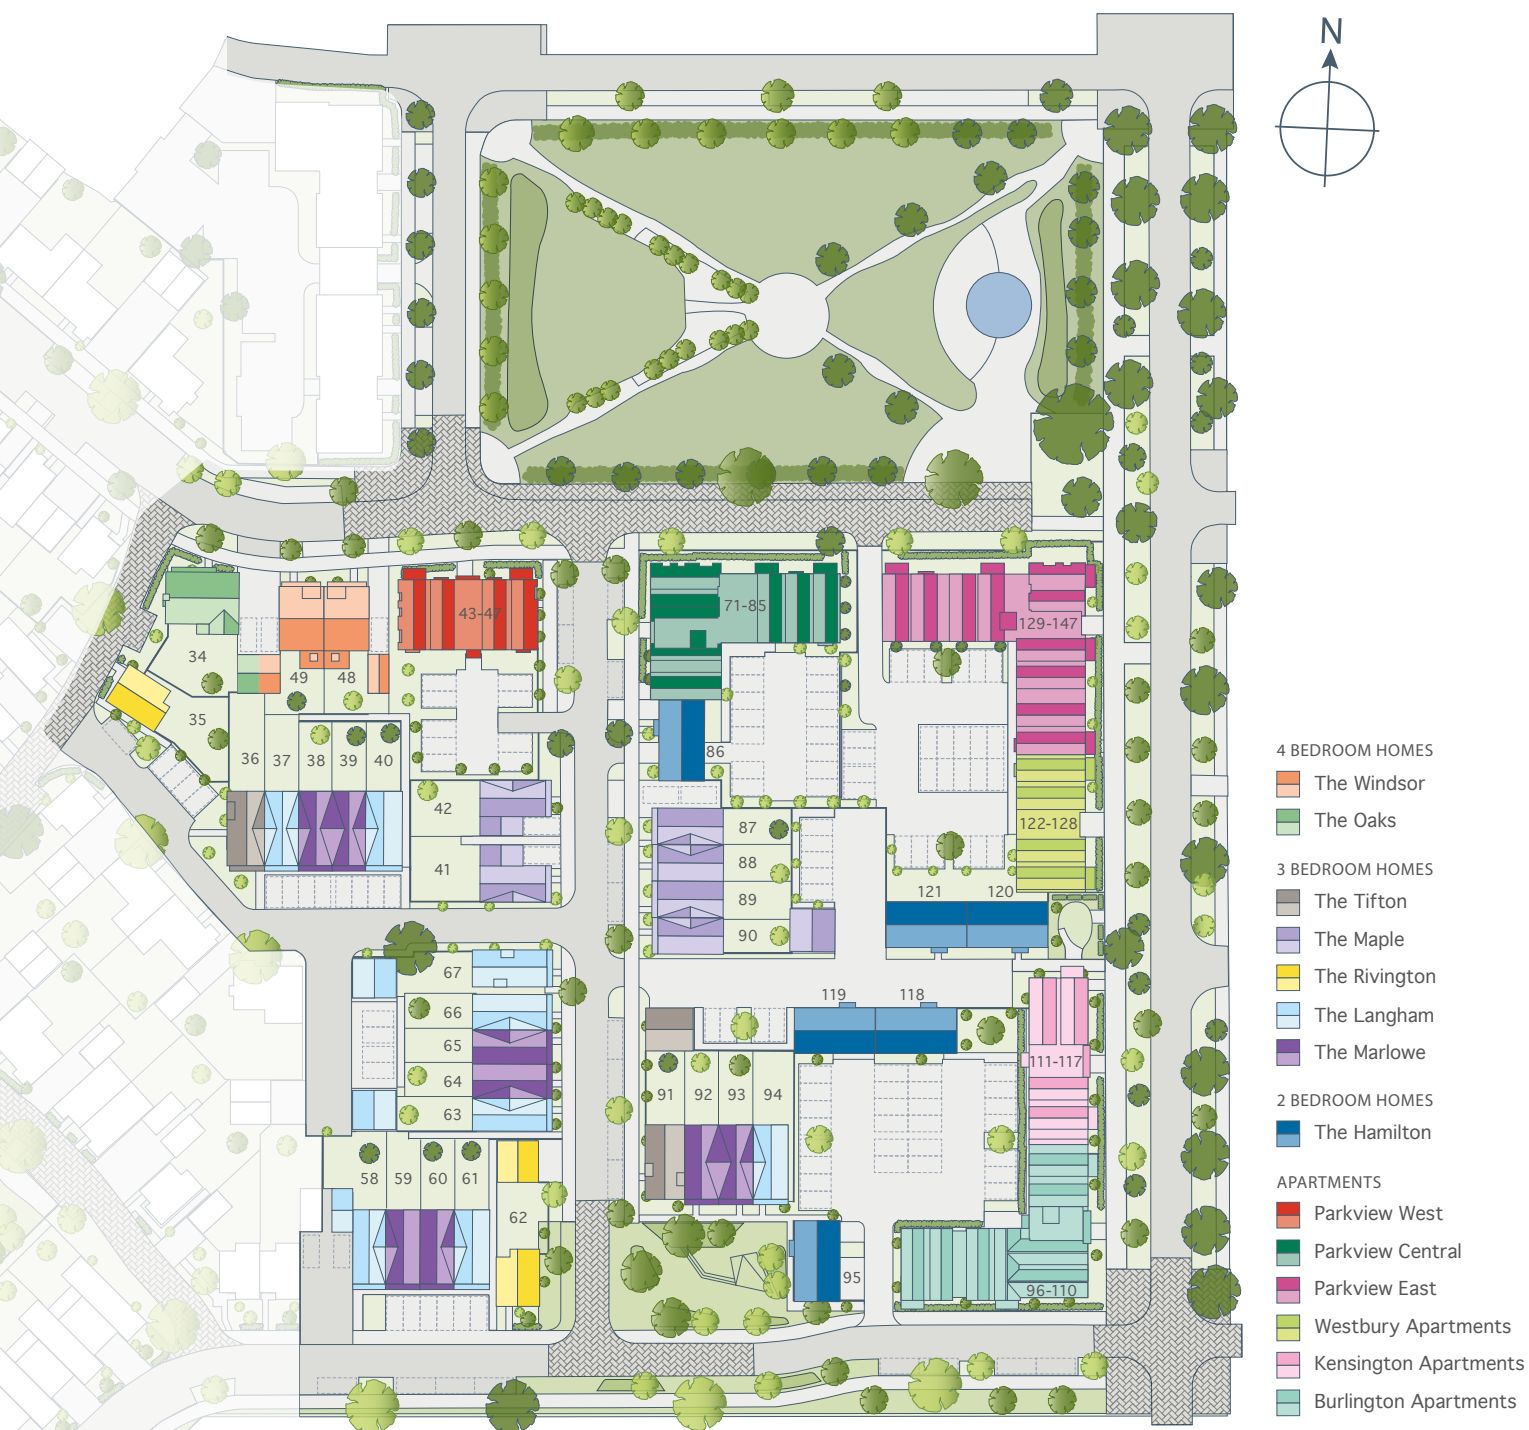 N
43-47
71-85
129-147
34
49
48
35
36
37
38
39
40
86
42
41
87
88
89
90
122-128
121
120
67
66
65
64
63
119
118
111-117
91
92
93
94
58
59
60
61
62
95
96-110
4 BEDROOM HOMES
The Windsor
The Oaks
3 BEDROOM HOMES
The Tifton
The Maple
The Rivington
The Langham
The Marlowe
2 BEDROOM HOMES
The Hamilton
APARTMENTS
Parkview West
Parkview Central
Parkview East
Westbury Apartments
Kensington Apartments
Burlington Apartments